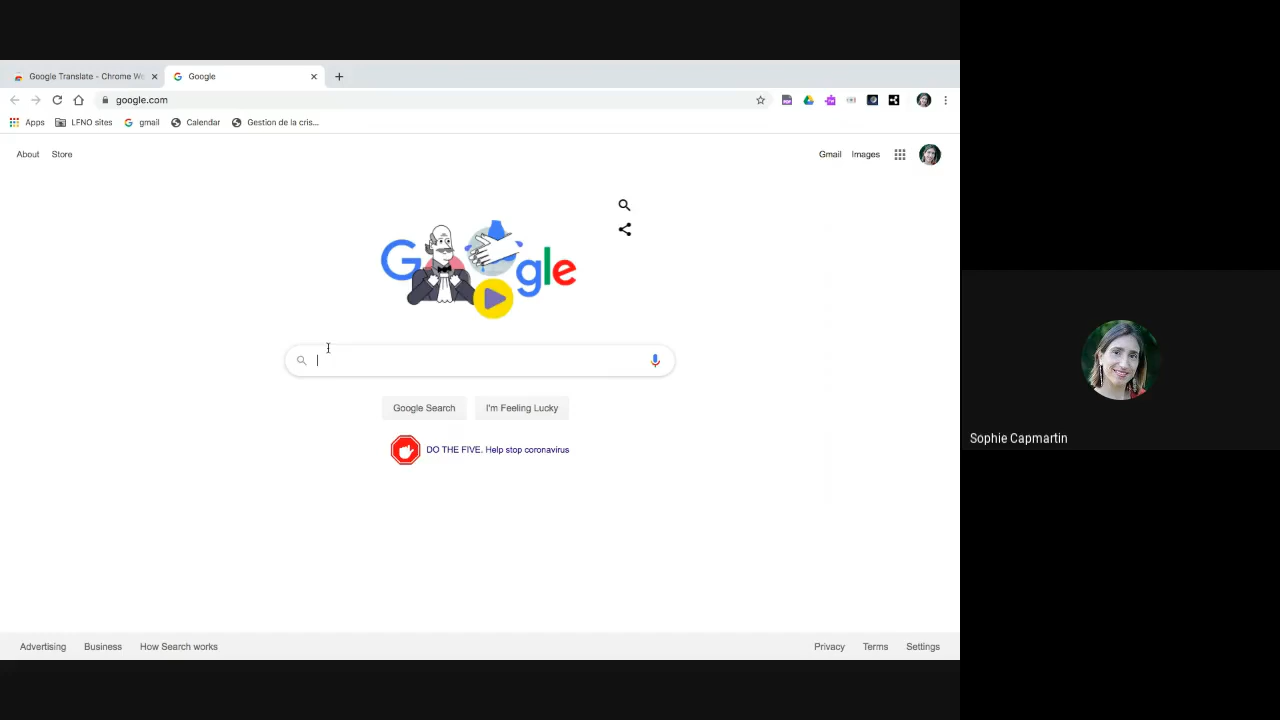 Google Translate - Chrome We
Google
google.com
Apps
LFNO sites
gmail
Calendar
Gestion de la cris...
About
Store
Gmail
Images
Google
Google Search
I'm Feeling Lucky
DO THE FIVE. Help stop coronavirus
Sophie Capmartin
Advertising
Business
How Search works
Privacy
Terms
Settings